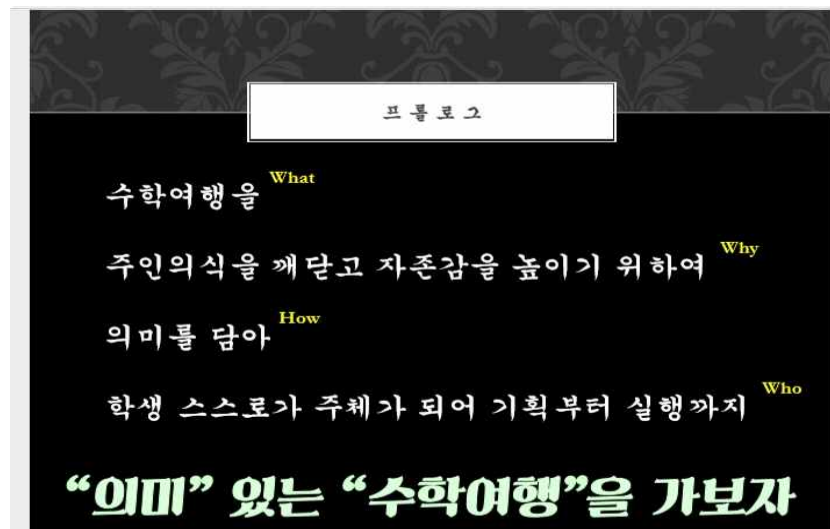 프롤로그
수학여행을 What
주인의식을 깨닫고 자존감을 높이기 위하여 Why
의미를 담아 How
학생 스스로가 주체가 되어 기획부터 실행까지 Who
“의미” 있는 “수학여행”을 가보자